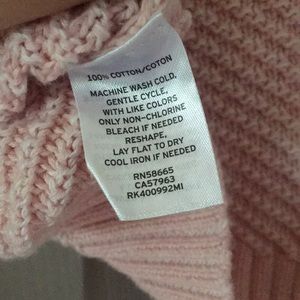 100% COTTON/COTON
MACHINE WASH COLD,
GENTLE CYCLE,
WITH LIKE COLORS
ONLY NON-CHLORINE
BLEACH IF NEEDED
RESHAPE,
LAY FLAT TO DRY
COOL IRON IF NEEDED
RN58665
CA57963
RK400992MI